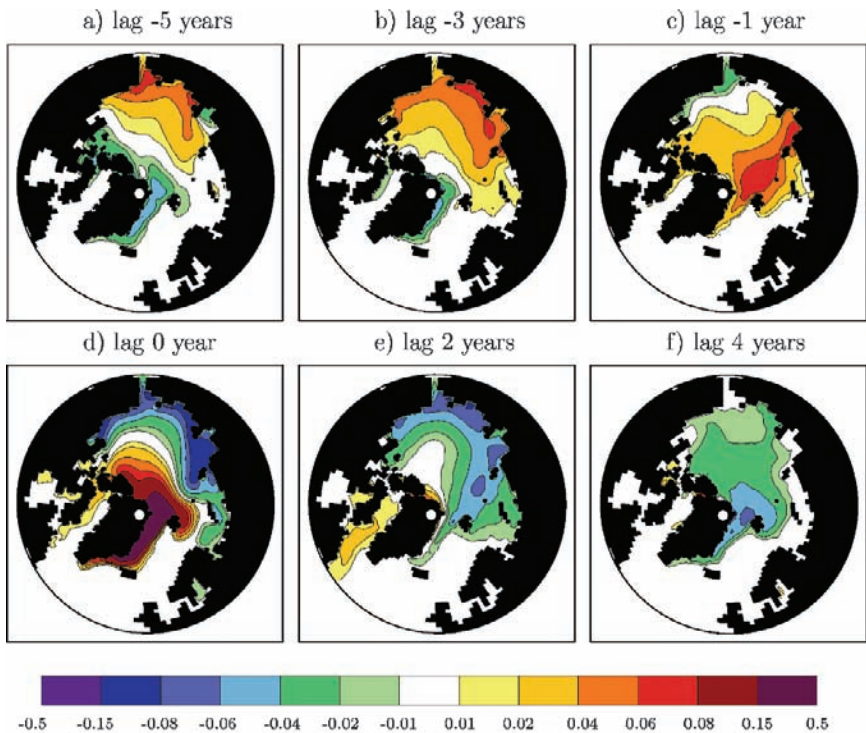 a) lag -5 years
b) lag -3 years
c) lag -1 year
d) lag 0 year
e) lag 2 years
f) lag 4 years
-0.5 -0.15 -0.08 -0.06 -0.04 -0.02 -0.01 0.01 0.02 0.04 0.06 0.08 0.15 0.5